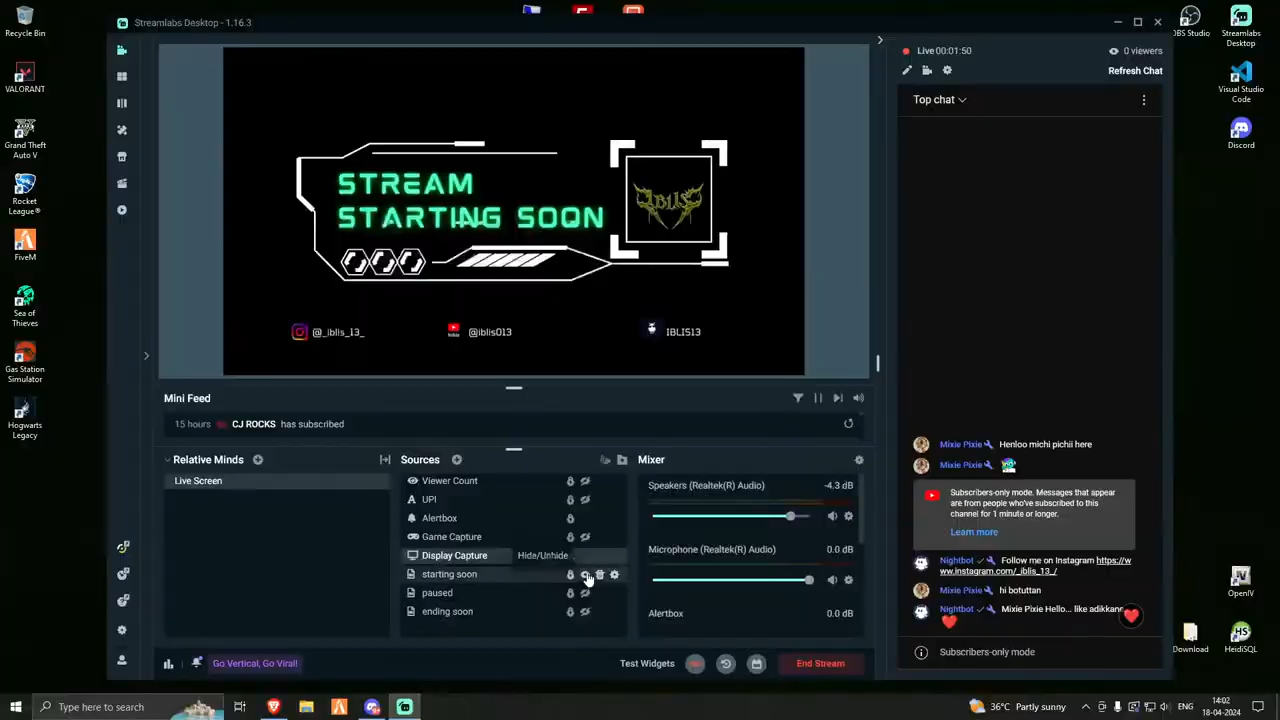 Recycle Bin
VALORANT
Grand Theft
Auto V
Rocket
League®
FiveM
Sea of
Thieves
Gas Station
Simulator
Hogwarts
Legacy
Streamlabs Desktop - 1.16.3
STREAM
STARTING SOON
IBLIS
@_iblis_13_
@iblis013
IBLIS13
Mini Feed
15 hours CJ ROCKS has subscribed
Relative Minds
Live Screen
Sources
Viewer Count
UPI
Alertbox
Game Capture
Display Capture
Hide/Unhide
starting soon
paused
ending soon
Mixer
Speakers (Realtek(R) Audio)
-4.3 dB
Microphone (Realtek(R) Audio)
0.0 dB
Alertbox
0.0 dB
Go Vertical, Go Viral!
Test Widgets
End Stream
Live 00:01:50
0 viewers
Refresh Chat
Top chat
Mixie Pixie Henloo michi pichii here
Mixie Pixie
Subscribers-only mode. Messages that appear
are from people who've subscribed to this
channel for 1 minute or longer.
Learn more
Nightbot Follow me on Instagram https://w
ww.instagram.com/_iblis_13_/
Mixie Pixie hi botuttan
Nightbot Mixie Pixie Hello... like adikkane
Subscribers-only mode
OBS Studio
Streamlabs
Desktop
Visual Studio
Code
Discord
OpenIV
Download
HeidiSQL
Type here to search
36°C Partly sunny
ENG
14:02
18-04-2024